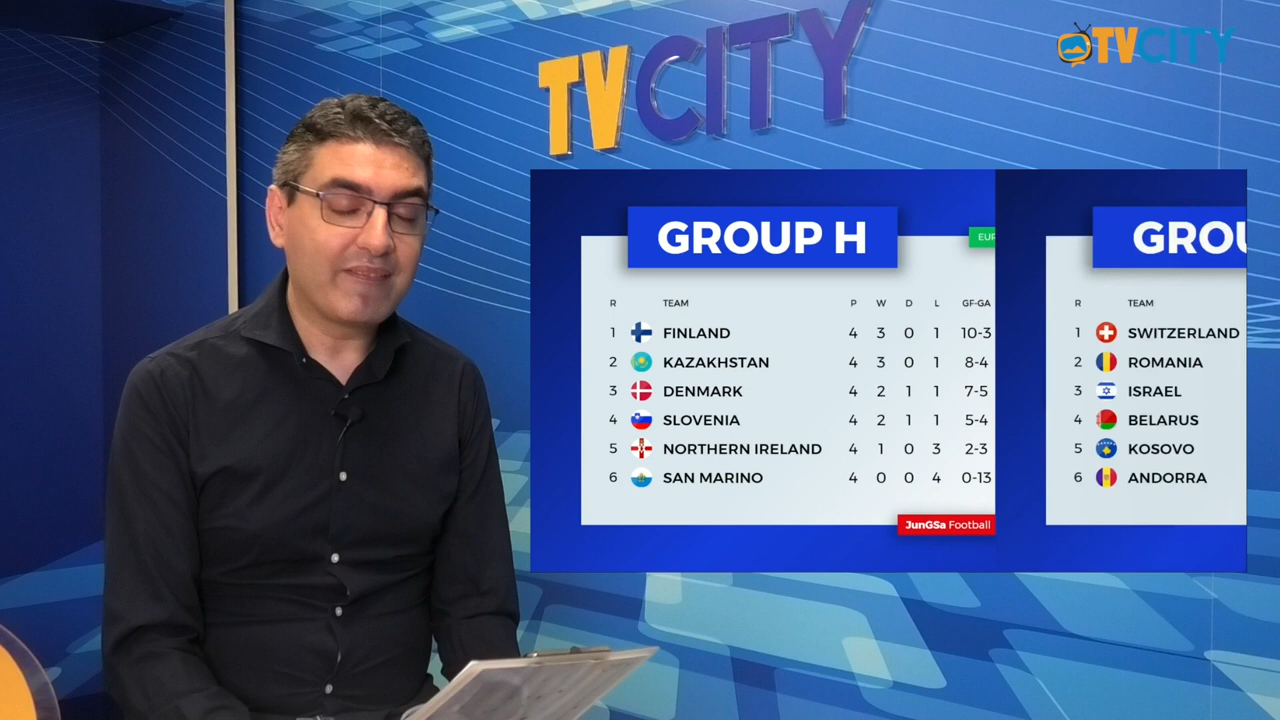 TVCITY
TVCITY
GROUP H
R TEAM P W D L GF-GA
1 FINLAND 4 3 0 1 10-3
2 KAZAKHSTAN 4 3 0 1 8-4
3 DENMARK 4 2 1 1 7-5
4 SLOVENIA 4 2 1 1 5-4
5 NORTHERN IRELAND 4 1 0 3 2-3
6 SAN MARINO 4 0 0 4 0-13
JunGSa Football
EUR
GROU
R TEAM
1 SWITZERLAND
2 ROMANIA
3 ISRAEL
4 BELARUS
5 KOSOVO
6 ANDORRA